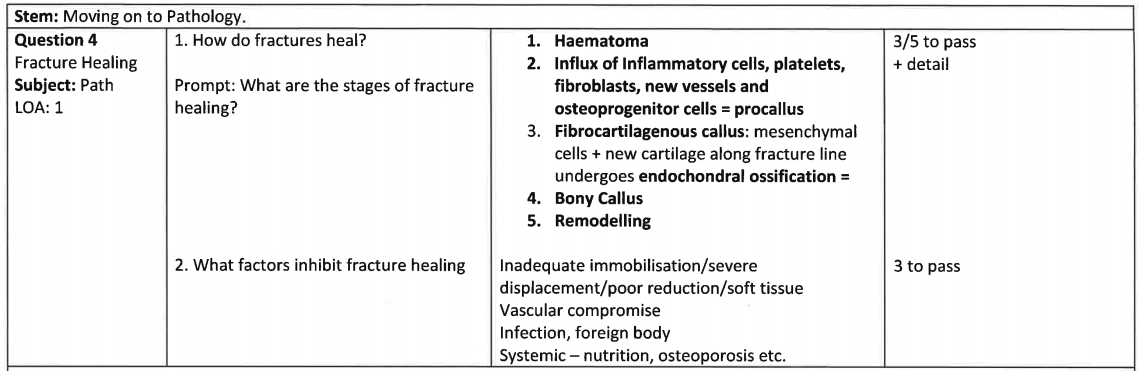 Stem: Moving on to Pathology.
Question 4
Fracture Healing
Subject: Path
LOA: 1
1. How do fractures heal?
Prompt: What are the stages of fracture
healing?
1. Haematoma
2. Influx of Inflammatory cells, platelets,
fibroblasts, new vessels and
osteoprogenitor cells = procallus
3. Fibrocartilagenous callus: mesenchymal
cells + new cartilage along fracture line
undergoes endochondral ossification =
4. Bony Callus
5. Remodelling
3/5 to pass
+ detail
2. What factors inhibit fracture healing
Inadequate immobilisation/severe
displacement/poor reduction/soft tissue
Vascular compromise
Infection, foreign body
Systemic – nutrition, osteoporosis etc.
3 to pass